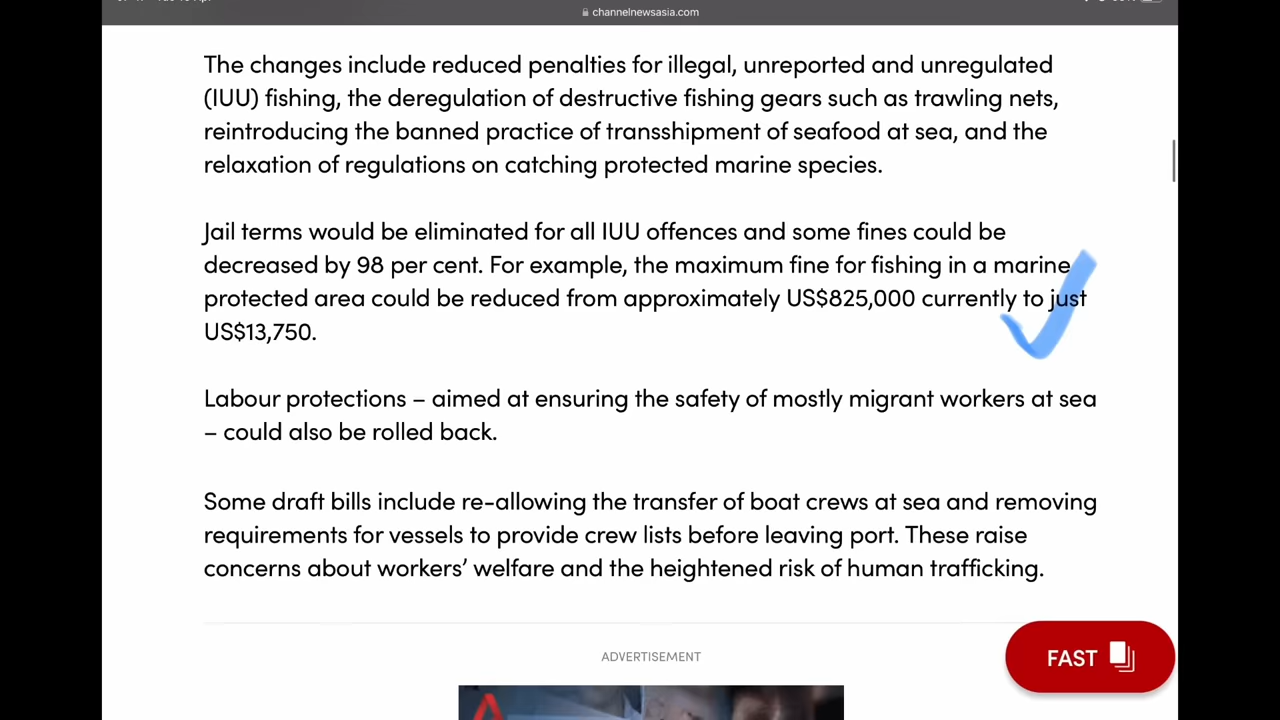 channelnewsasia.com
The changes include reduced penalties for illegal, unreported and unregulated
(IUU) fishing, the deregulation of destructive fishing gears such as trawling nets,
reintroducing the banned practice of transshipment of seafood at sea, and the
relaxation of regulations on catching protected marine species.
Jail terms would be eliminated for all IUU offences and some fines could be
decreased by 98 per cent. For example, the maximum fine for fishing in a marine
protected area could be reduced from approximately US$825,000 currently to just
US$13,750.
Labour protections – aimed at ensuring the safety of mostly migrant workers at sea
– could also be rolled back.
Some draft bills include re-allowing the transfer of boat crews at sea and removing
requirements for vessels to provide crew lists before leaving port. These raise
concerns about workers’ welfare and the heightened risk of human trafficking.
ADVERTISEMENT
FAST